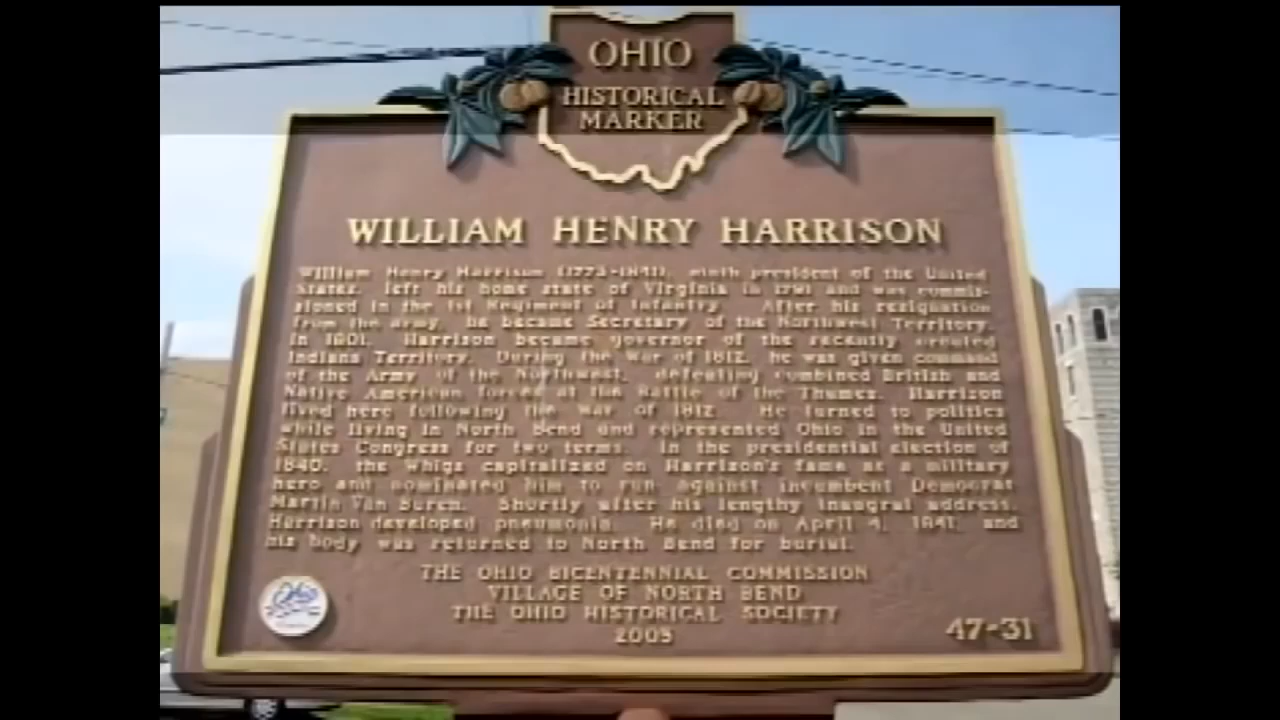 OHIO
HISTORICAL
MARKER
WILLIAM HENRY HARRISON
William Henry Harrison (1773-1841), ninth president of the United
States, left his home state of Virginia in 1791 and was commis-
sioned in the 1st Regiment of Infantry. After his resignation
from the army, he became Secretary of the Northwest Territory.
In 1801, Harrison became governor of the recently created
Indiana Territory. During the War of 1812, he was given command
of the Army of the Northwest, defeating combined British and
Native American forces at the Battle of the Thames. Harrison
lived here following the War of 1812. He turned to politics
while living in North Bend and represented Ohio in the United
States Congress for two terms. In the presidential election of
1840, the Whigs capitalized on Harrison's fame as a military
hero and nominated him to run against incumbent Democrat
Martin Van Buren. Shortly after his lengthy inaugural address,
Harrison developed pneumonia. He died on April 4, 1841, and
his body was returned to North Bend for burial.
THE OHIO BICENTENNIAL COMMISSION
VILLAGE OF NORTH BEND
THE OHIO HISTORICAL SOCIETY
2003
47-31
Ohio